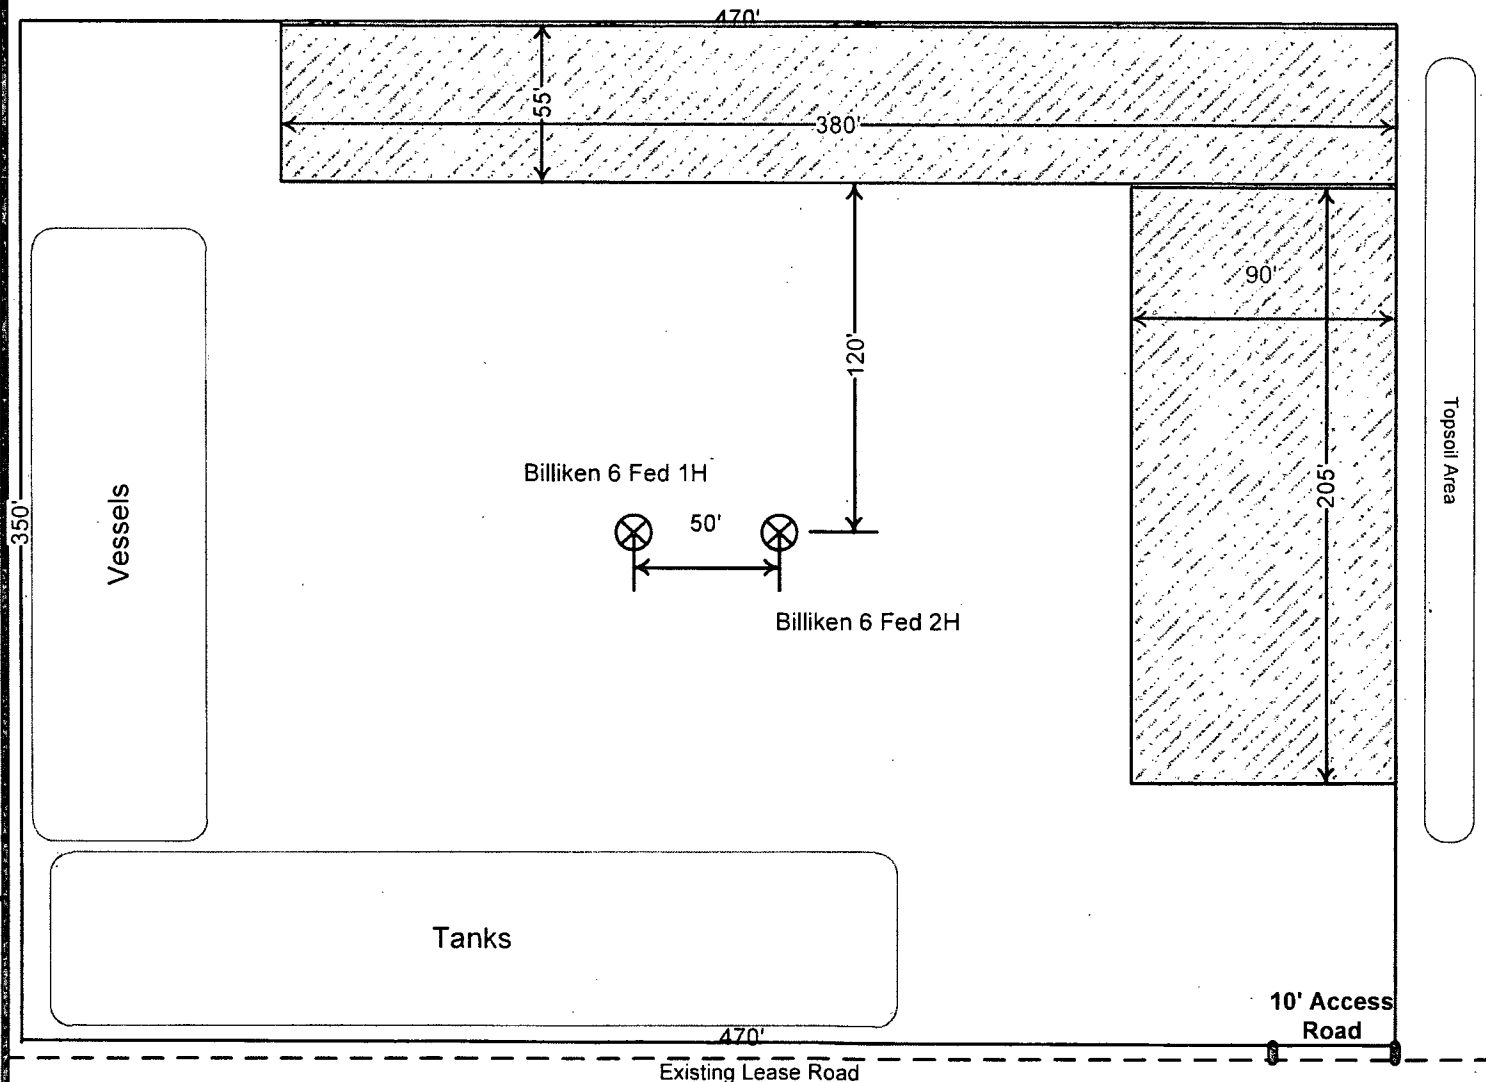 470'
55'
380'
90'
120'
Topsoil Area
Billiken 6 Fed 1H
205'
350'
Vessels
50'
Billiken 6 Fed 2H
Tanks
10' Access
Road
470'
Existing Lease Road